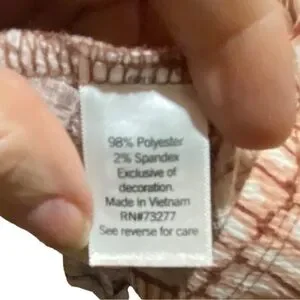 98% Polyester
2% Spandex
Exclusive of
decoration.
Made in Vietnam
RN#73277
See reverse for care